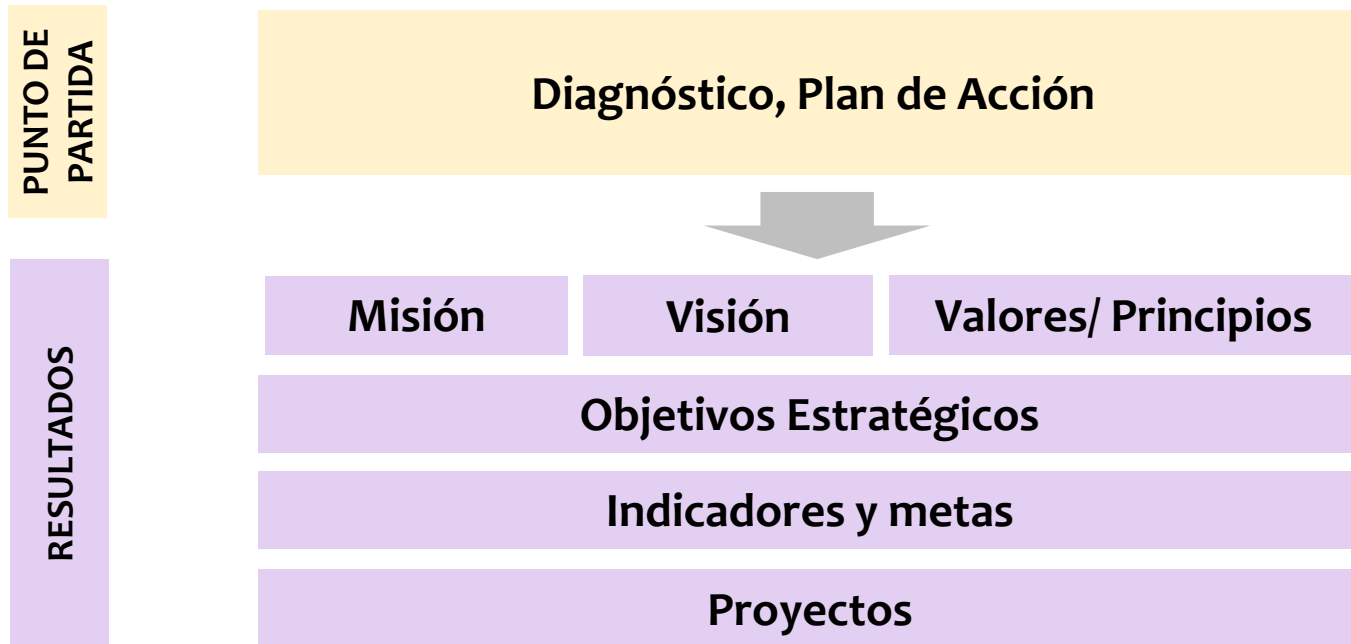 PUNTO DE
PARTIDA
Diagnóstico, Plan de Acción
RESULTADOS
Misión
Visión
Valores/ Principios
Objetivos Estratégicos
Indicadores y metas
Proyectos